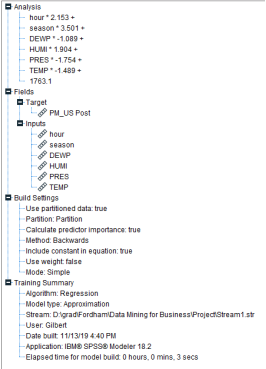 Analysis
hour * 2.153 +
season * 3.501 +
DEWP * -1.089 +
HUMI * 1.904 +
PRES * -1.754 +
TEMP * -1.489 +
1763.1
Fields
Target
PM_US Post
Inputs
hour
season
DEWP
HUMI
PRES
TEMP
Build Settings
Use partitioned data: true
Partition: Partition
Calculate predictor importance: true
Method: Backwards
Include constant in equation: true
Use weight: false
Mode: Simple
Training Summary
Algorithm: Regression
Model type: Approximation
Stream: D:\grad\Fordham\Data Mining for Business\Project\Stream1.str
User: Gilbert
Date built: 11/13/19 4:40 PM
Application: IBM® SPSS® Modeler 18.2
Elapsed time for model build: 0 hours, 0 mins, 3 secs